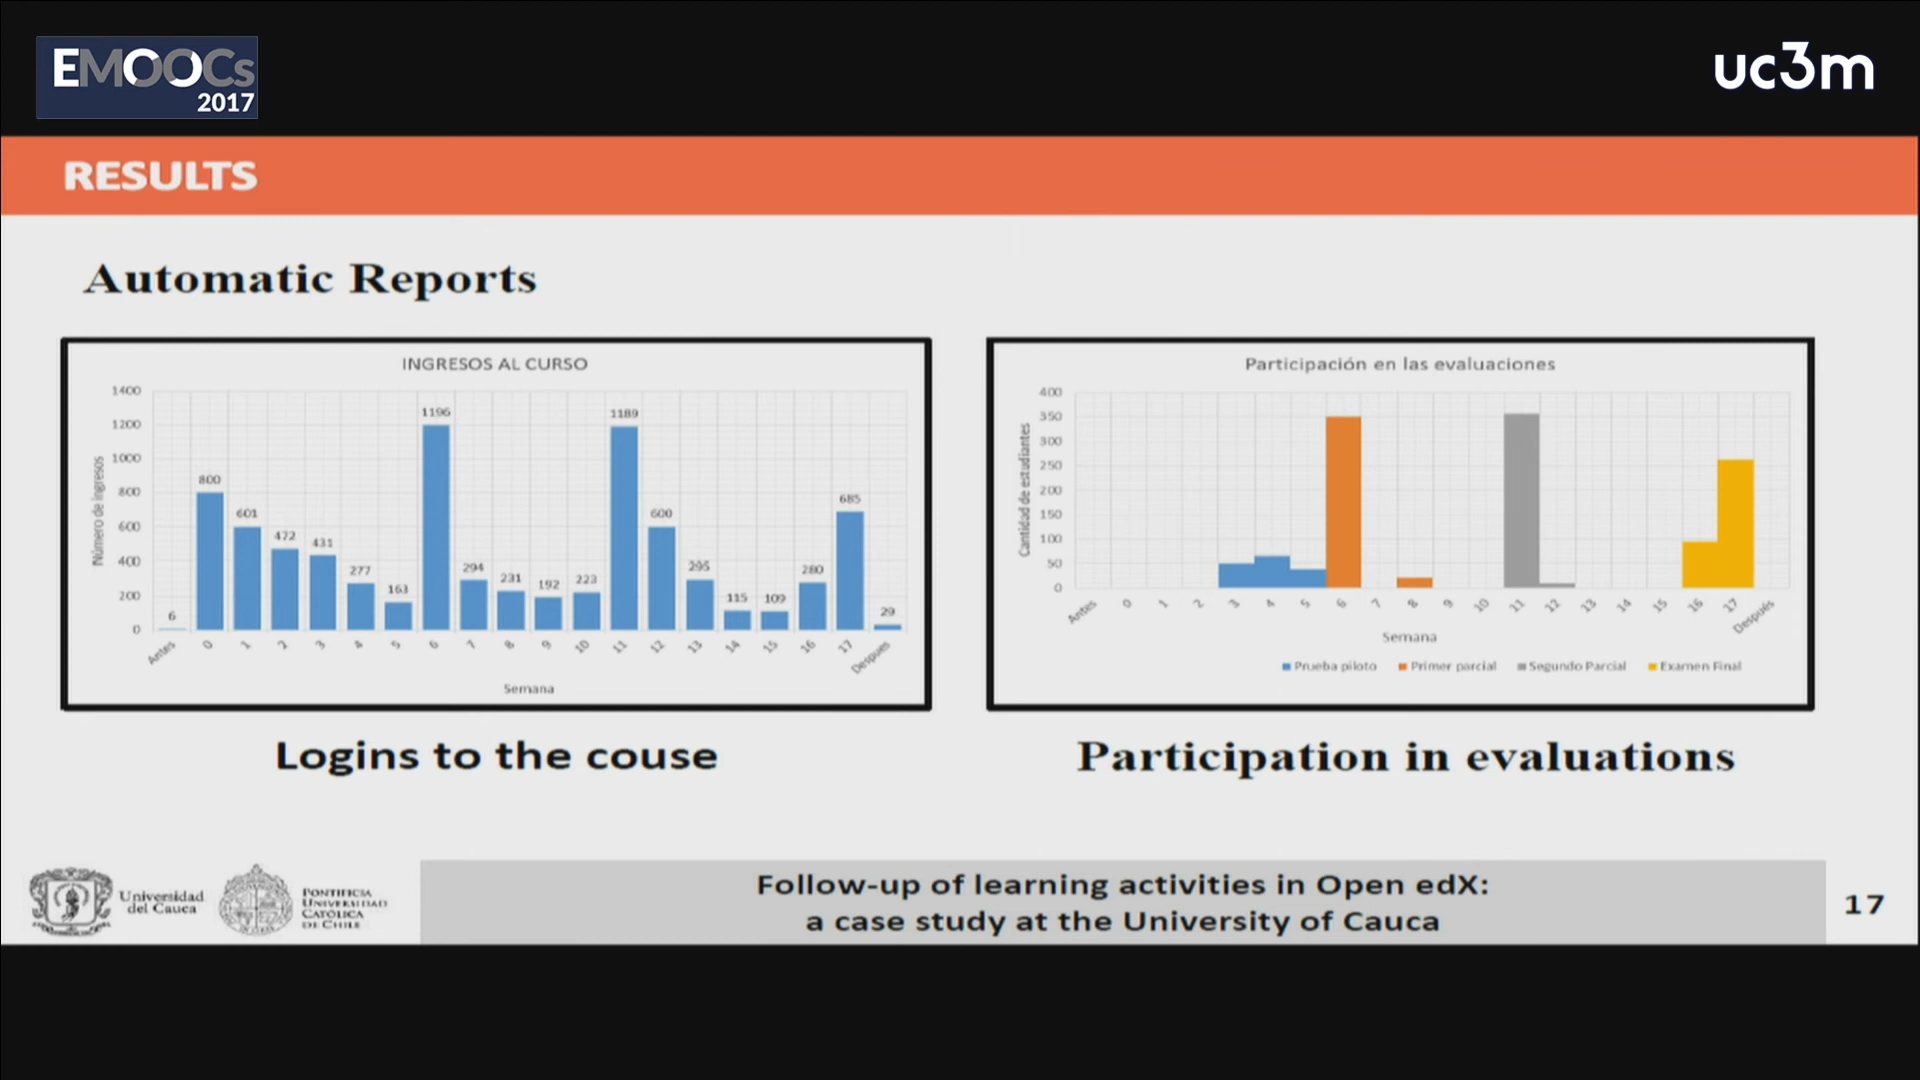 EMOOCs
2017
uc3m
RESULTS
Automatic Reports
INGRESOS AL CURSO
Número de ingresos
1400
1200
1000
800
600
400
200
0
6
800
601
472
431
277
163
1196
294
231
192
223
1189
600
295
115
109
280
685
29
Antes 0 1 2 3 4 5 6 7 8 9 10 11 12 13 14 15 16 17 Despues
Semana
Logins to the couse
Participación en las evaluaciones
Cantidad de estudiantes
400
350
300
250
200
150
100
50
0
Antes 0 1 2 3 4 5 6 7 8 9 10 11 12 13 14 15 16 17 Después
Semana
Prueba piloto Primer parcial Segundo Parcial Examen Final
Participation in evaluations
Universidad
del Cauca
PONTIFICIA
UNIVERSIDAD
CATÓLICA
DE CHILE
Follow-up of learning activities in Open edX:
a case study at the University of Cauca
17